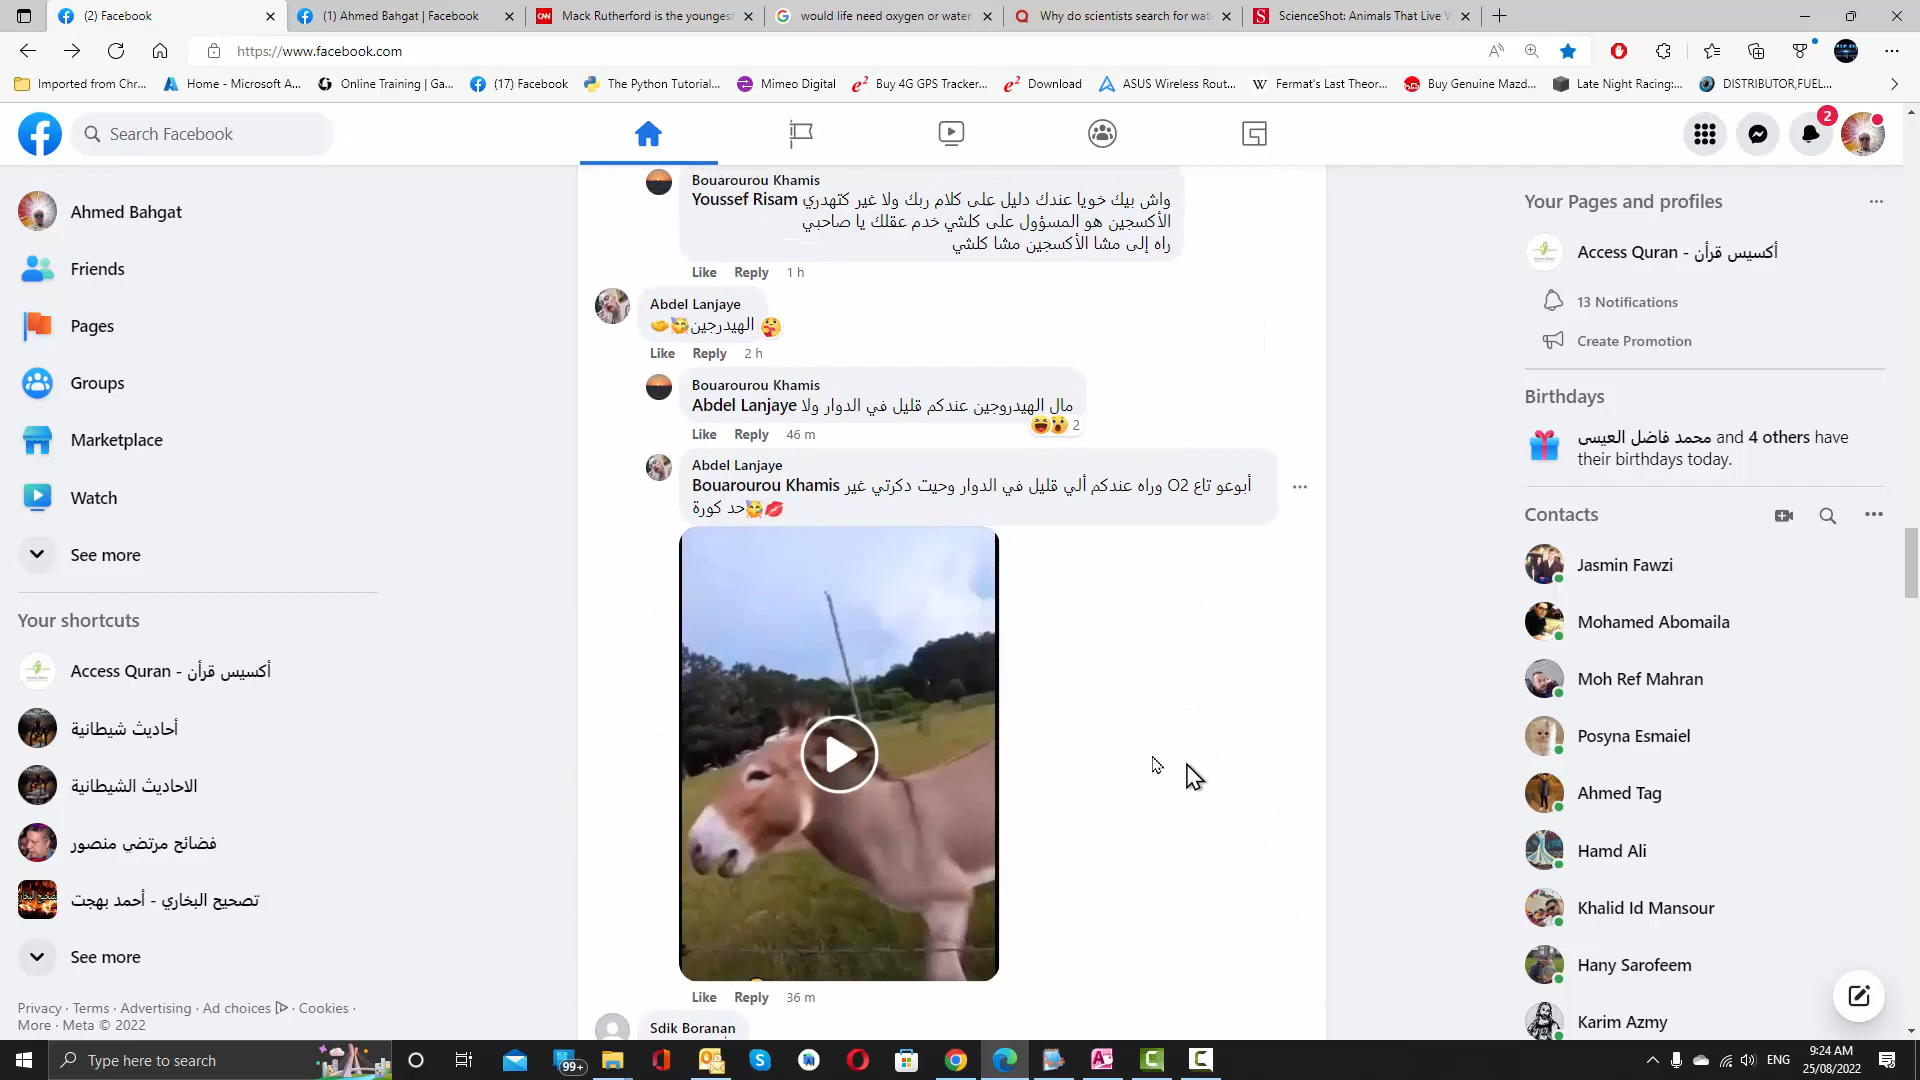 (2) Facebook
(1) Ahmed Bahgat | Facebook
Mack Rutherford is the youngest
would life need oxygen or water
Why do scientists search for wat
ScienceShot: Animals That Live W
https://www.facebook.com
Imported from Chr...
Home - Microsoft A...
Online Training | Ga...
(17) Facebook
The Python Tutorial...
Mimeo Digital
Buy 4G GPS Tracker...
Download
ASUS Wireless Rout...
Fermat's Last Theor...
Buy Genuine Mazd...
Late Night Racing:...
DISTRIBUTOR,FUEL...
Search Facebook
2
Ahmed Bahgat
Friends
Pages
Groups
Marketplace
Watch
See more
Your shortcuts
Access Quran - أكسيس قرأن
أحاديث شيطانية
الاحاديث الشيطانية
فضائح مرتضي منصور
تصحيح البخاري - أحمد بهجت
See more
Privacy · Terms · Advertising · Ad choices · Cookies ·
More · Meta © 2022
Bouarourou Khamis
Youssef Risam واش بيك خويا عندك دليل على كلام ربك ولا غير كتهدري
الأكسجين هو المسؤول على كلشي خدم عقلك يا صاحبي
راه إلى مشا الأكسجين مشا كلشي
Like Reply 1 h
Abdel Lanjaye
الهيدرجين🥰🤝
Like Reply 2 h
Bouarourou Khamis
Abdel Lanjaye مال الهيدروجين عندكم قليل في الدوار ولا
2
Like Reply 46 m
Abdel Lanjaye
Bouarourou Khamis أبوعو تاع O2 وراه عندكم ألي قليل في الدوار وحيت دكرتي غير
حد كورة🥰💋
Like Reply 36 m
Sdik Boranan
Your Pages and profiles
Access Quran - أكسيس قرأن
13 Notifications
Create Promotion
Birthdays
محمد فاضل العيسى and 4 others have
their birthdays today.
Contacts
Jasmin Fawzi
Mohamed Abomaila
Moh Ref Mahran
Posyna Esmaiel
Ahmed Tag
Hamd Ali
Khalid Id Mansour
Hany Sarofeem
Karim Azmy
Type here to search
99+
ENG
9:24 AM
25/08/2022